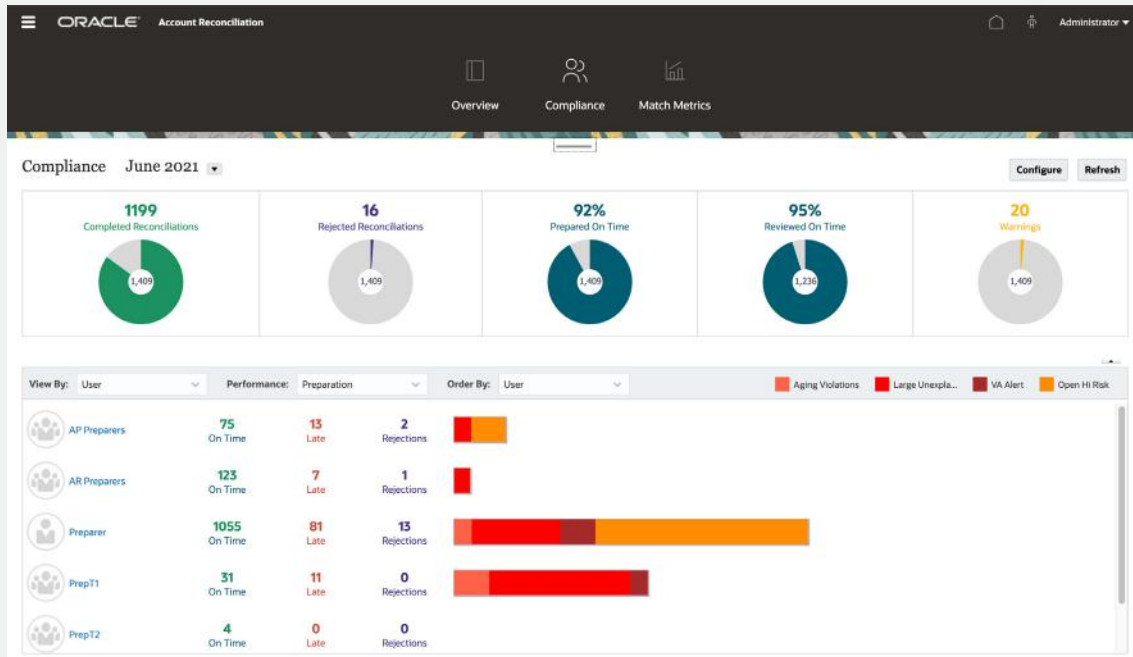 ORACLE Account Reconciliation Administrator
Overview Compliance Match Metrics
Compliance June 2021
Configure Refresh
1199 16 92% 95% 20
Completed Reconciliations Rejected Reconciliations Prepared On Time Reviewed On Time Warnings
1,409 1,409 1,409 1,236 1,409
View By: User Performance: Preparation Order By: User Aging Violations Large Unexpla... VA Alert Open Hi Risk
75 13 2
AP Preparers
On Time Late Rejections
123 7 1
AR Preparers
On Time Late Rejections
1055 81 13
Preparer
On Time Late Rejections
31 11 0
PrepT1
On Time Late Rejections
4 0 0
PrepT2
On Time Late Rejections